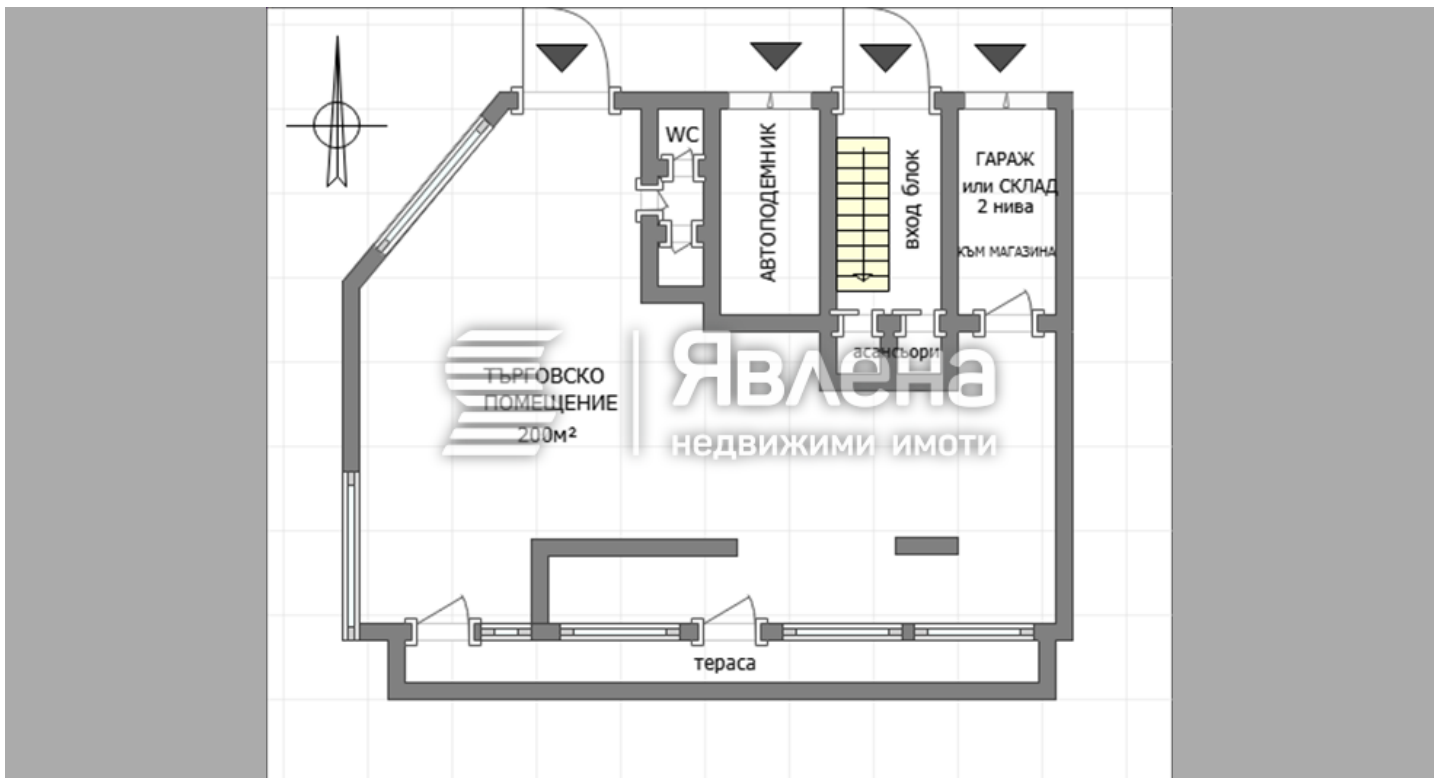 WC
АВТОПОДЕМНИК
вход блок
ГАРАЖ
или СКЛАД
2 нива
КЪМ МАГАЗИНА
асансьори
ТЪРГОВСКО
ПОМЕЩЕНИЕ
200м²
Явлена
недвижими имоти
тераса